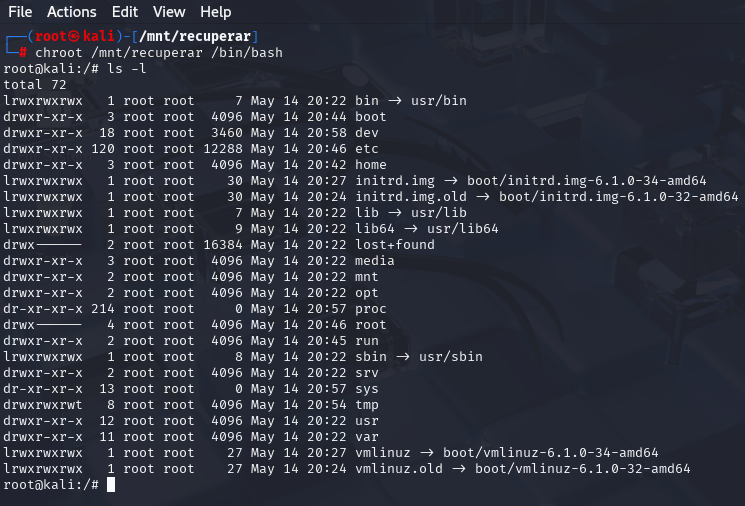 File Actions Edit View Help
┌──(root㉿kali)-[/mnt/recuperar]
└─# chroot /mnt/recuperar /bin/bash
root@kali:/# ls -l
total 72
lrwxrwxrwx   1 root root     7 May 14 20:22 bin -> usr/bin
drwxr-xr-x   3 root root  4096 May 14 20:44 boot
drwxr-xr-x  18 root root  3460 May 14 20:58 dev
drwxr-xr-x 120 root root 12288 May 14 20:46 etc
drwxr-xr-x   3 root root  4096 May 14 20:42 home
lrwxrwxrwx   1 root root    30 May 14 20:27 initrd.img -> boot/initrd.img-6.1.0-34-amd64
lrwxrwxrwx   1 root root    30 May 14 20:24 initrd.img.old -> boot/initrd.img-6.1.0-32-amd64
lrwxrwxrwx   1 root root     7 May 14 20:22 lib -> usr/lib
lrwxrwxrwx   1 root root     9 May 14 20:22 lib64 -> usr/lib64
drwx------   2 root root 16384 May 14 20:22 lost+found
drwxr-xr-x   3 root root  4096 May 14 20:22 media
drwxr-xr-x   2 root root  4096 May 14 20:22 mnt
drwxr-xr-x   2 root root  4096 May 14 20:22 opt
dr-xr-xr-x 214 root root     0 May 14 20:57 proc
drwx------   4 root root  4096 May 14 20:46 root
drwxr-xr-x   2 root root  4096 May 14 20:45 run
lrwxrwxrwx   1 root root     8 May 14 20:22 sbin -> usr/sbin
drwxr-xr-x   2 root root  4096 May 14 20:22 srv
dr-xr-xr-x  13 root root     0 May 14 20:57 sys
drwxrwxrwt   8 root root  4096 May 14 20:54 tmp
drwxr-xr-x  12 root root  4096 May 14 20:22 usr
drwxr-xr-x  11 root root  4096 May 14 20:22 var
lrwxrwxrwx   1 root root    27 May 14 20:27 vmlinuz -> boot/vmlinuz-6.1.0-34-amd64
lrwxrwxrwx   1 root root    27 May 14 20:24 vmlinuz.old -> boot/vmlinuz-6.1.0-32-amd64
root@kali:/#